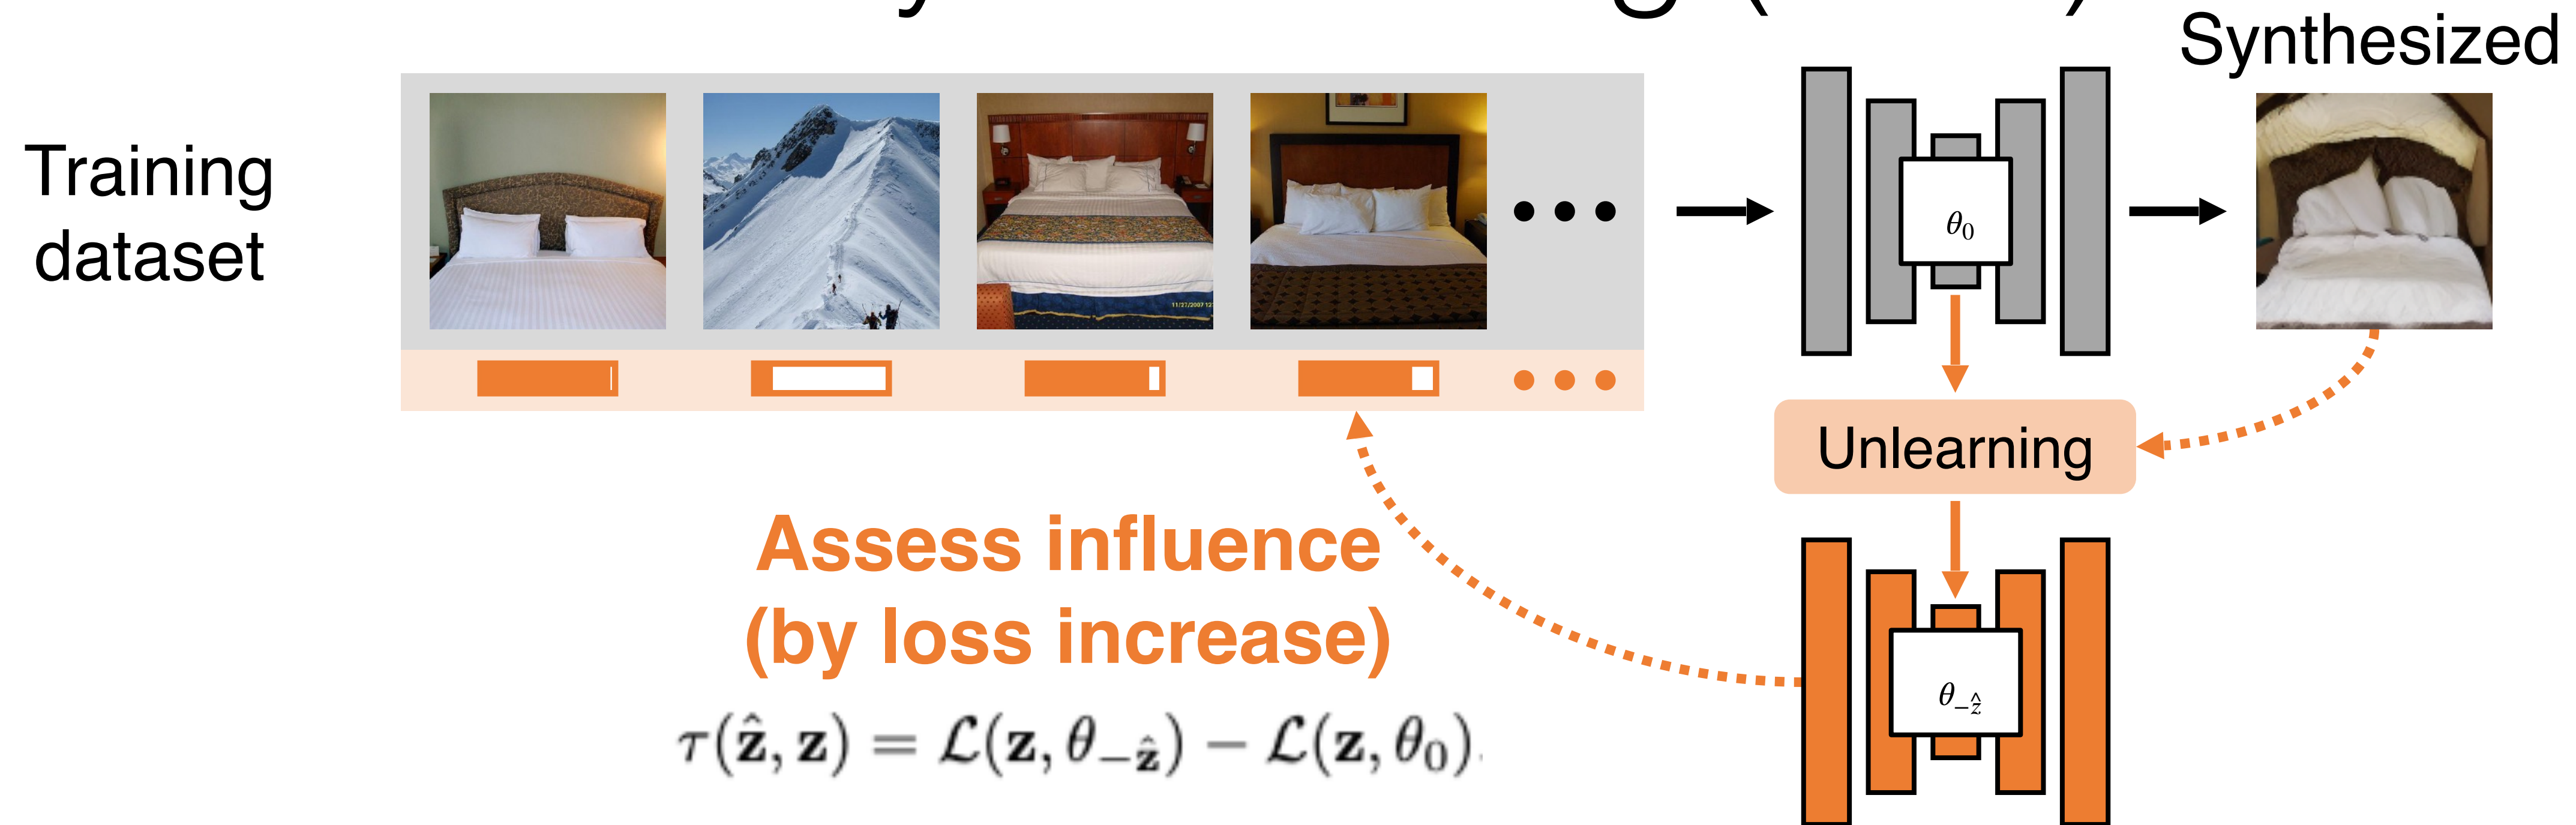 Synthesized
Training
dataset
θ₀
Unlearning
Assess influence
(by loss increase)
τ(ẑ, z) = ℒ(z, θ₋ẑ) − ℒ(z, θ₀).
θ₋ẑ